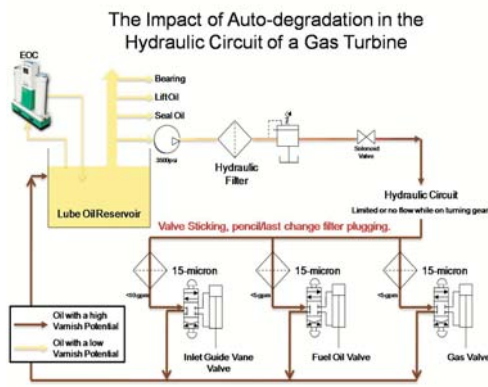 The Impact of Auto-degradation in the
Hydraulic Circuit of a Gas Turbine
EOC
Bearing
Lift Oil
Seal Oil
3500psi
Hydraulic
Filter
Solenoid
Valve
Lube Oil Reservoir
Hydraulic Circuit
Limited or no flow while on turning gear
Valve Sticking, pencil/last change filter plugging.
15-micron
15-micron
15-micron
<5gpm
<5gpm
Oil with a high
Varnish Potential
Oil with a low
Varnish Potential
Inlet Guide Vane
Valve
Fuel Oil Valve
Gas Valve